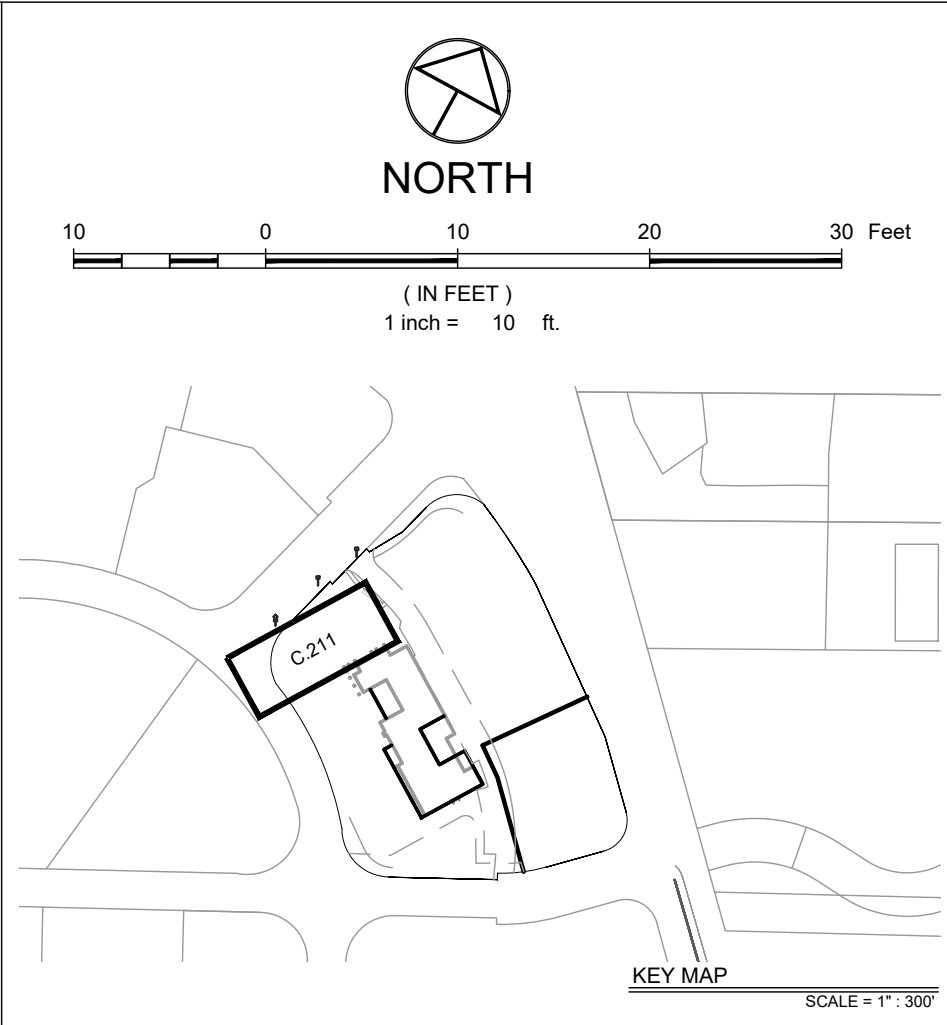 NORTH
10 0 10 20 30 Feet
( IN FEET )
1 inch = 10 ft.
C.211
KEY MAP
SCALE = 1" : 300'